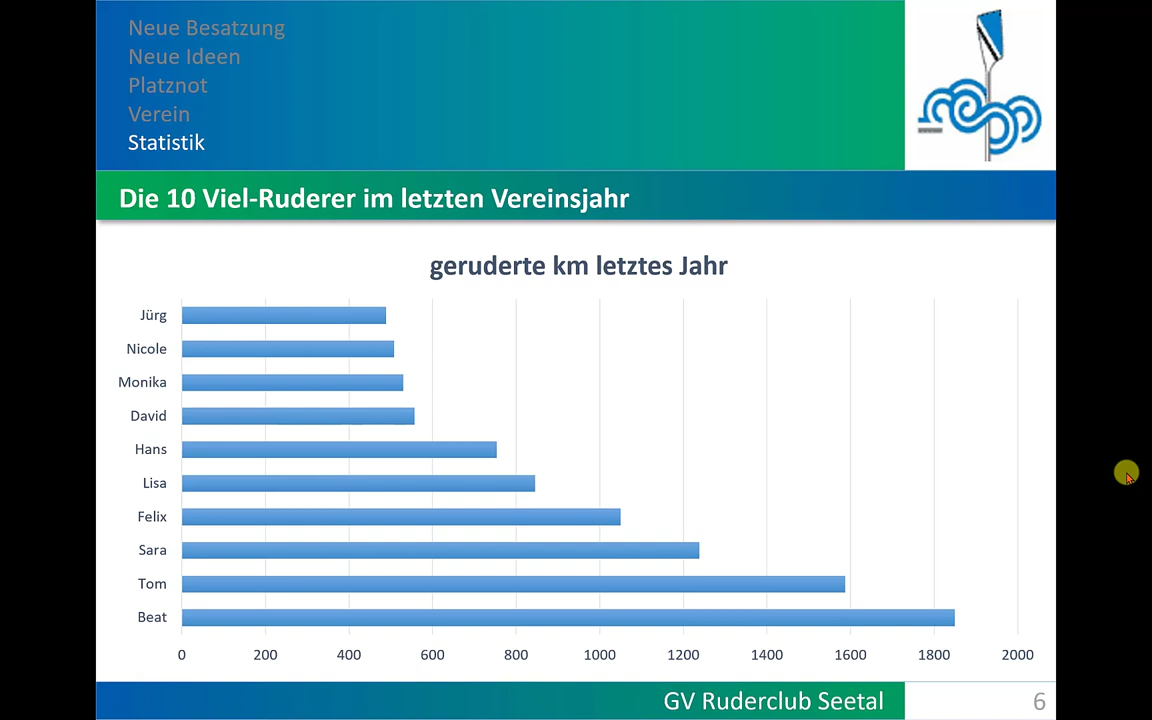 Neue Besatzung
Neue Ideen
Platznot
Verein
Statistik
Die 10 Viel-Ruderer im letzten Vereinsjahr
geruderte km letztes Jahr
Jürg
Nicole
Monika
David
Hans
Lisa
Felix
Sara
Tom
Beat
0 200 400 600 800 1000 1200 1400 1600 1800 2000
GV Ruderclub Seetal 6